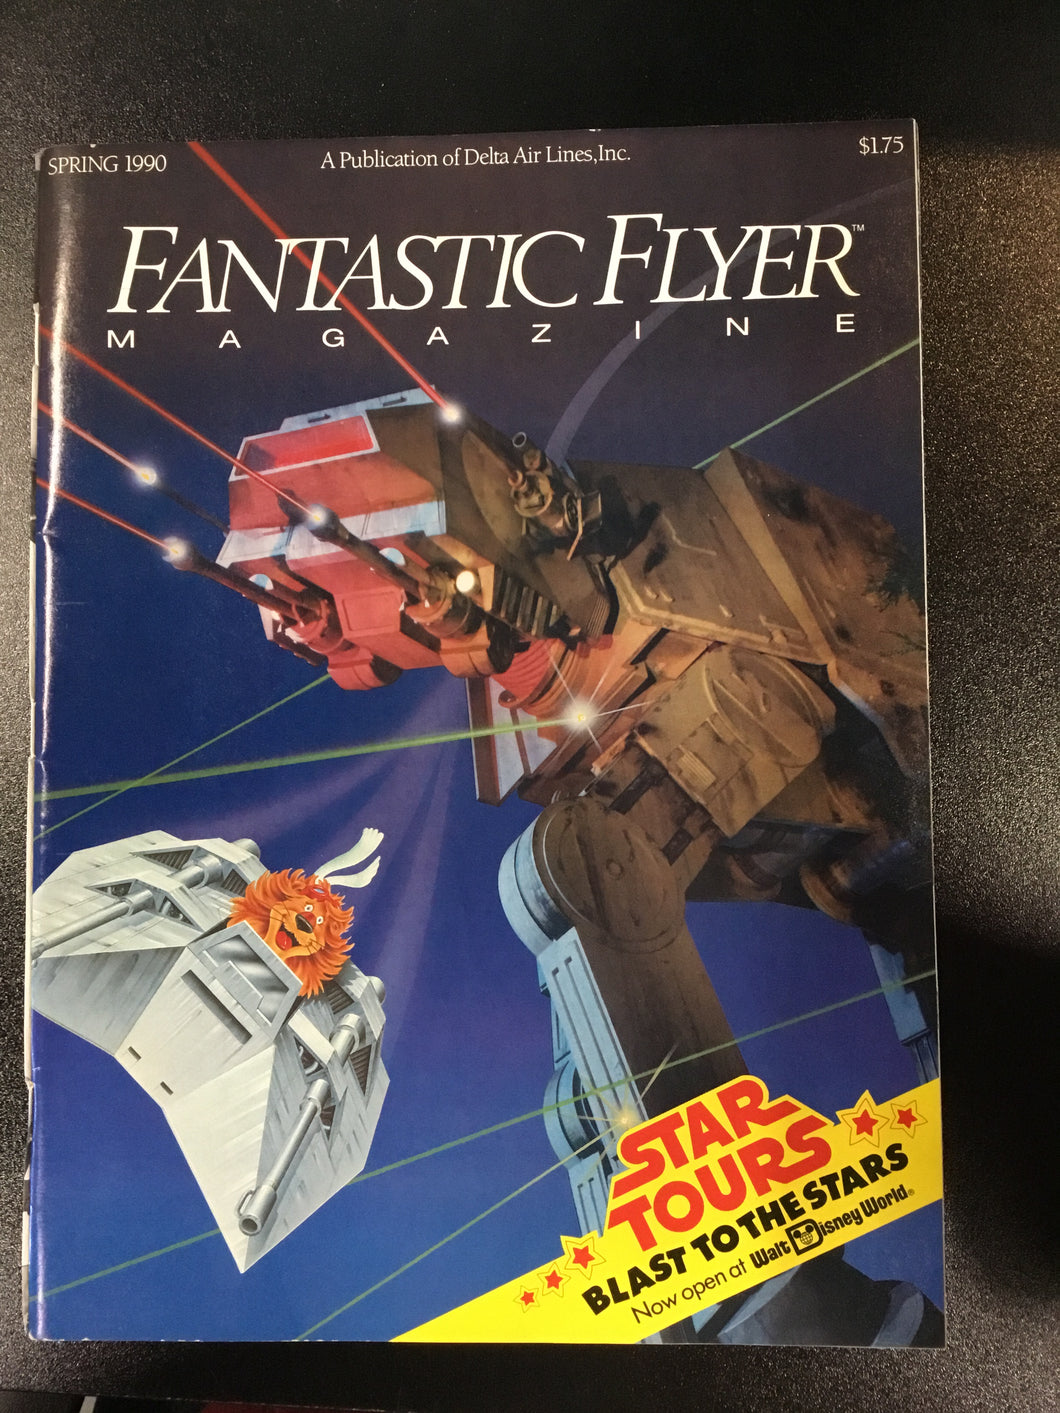 SPRING 1990
A Publication of Delta Air Lines, Inc.
$1.75
FANTASTIC FLYER™
MAGAZINE
STAR
TOURS
BLAST TO THE STARS
Now open at Walt Disney World®